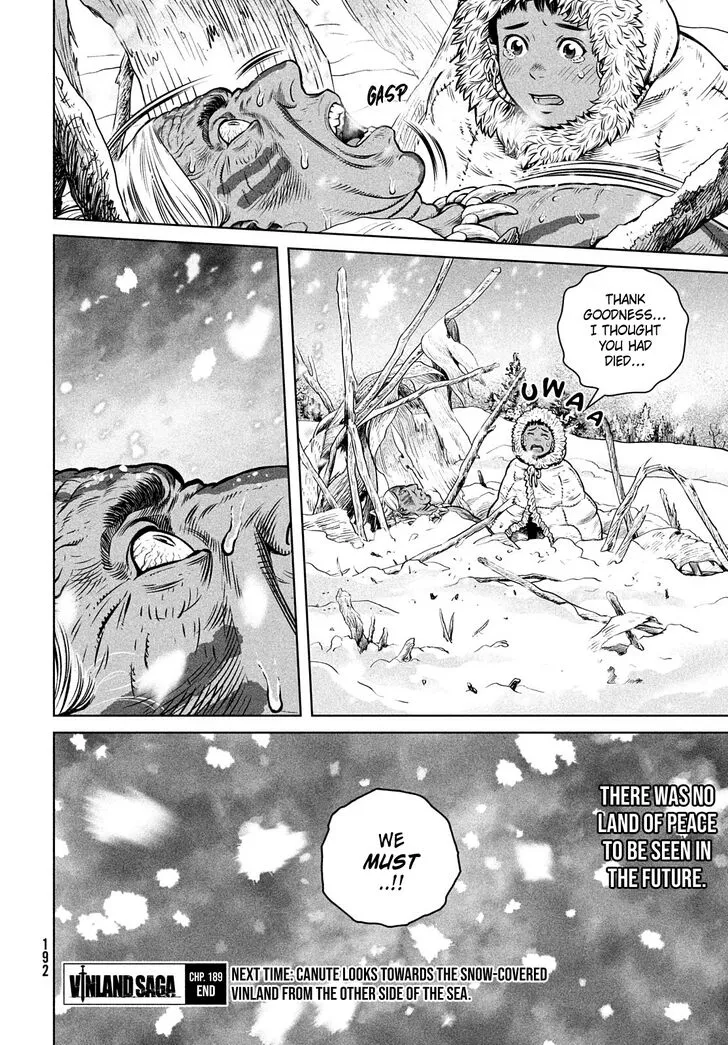 GASP
THANK
GOODNESS...
I THOUGHT
YOU HAD
DIED...
UWAA
WE
MUST
..!!
THERE WAS NO
LAND OF PEACE
TO BE SEEN IN
THE FUTURE.
192
VINLAND SAGA
CHP. 189
END
NEXT TIME: CANUTE LOOKS TOWARDS THE SNOW-COVERED
VINLAND FROM THE OTHER SIDE OF THE SEA.